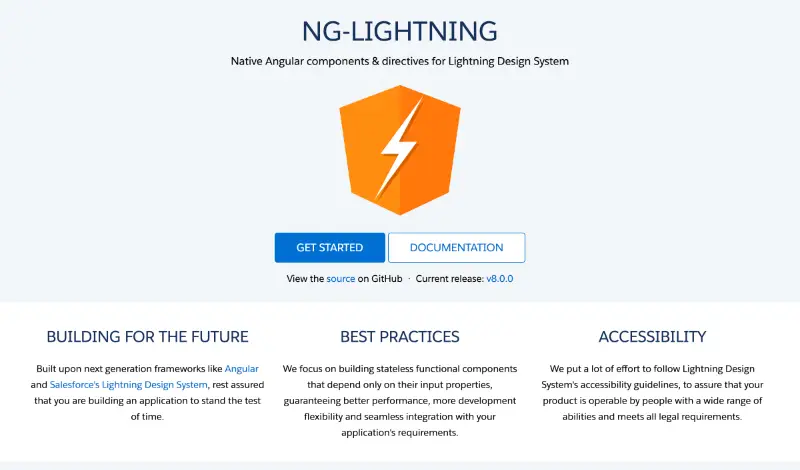 NG-LIGHTNING
Native Angular components & directives for Lightning Design System
GET STARTED
DOCUMENTATION
View the source on GitHub · Current release: v8.0.0
BUILDING FOR THE FUTURE
Built upon next generation frameworks like Angular
and Salesforce's Lightning Design System, rest assured
that you are building an application to stand the test
of time.
BEST PRACTICES
We focus on building stateless functional components
that depend only on their input properties,
guaranteeing better performance, more development
flexibility and seamless integration with your
application's requirements.
ACCESSIBILITY
We put a lot of effort to follow Lightning Design
System's accessibility guidelines, to assure that your
product is operable by people with a wide range of
abilities and meets all legal requirements.